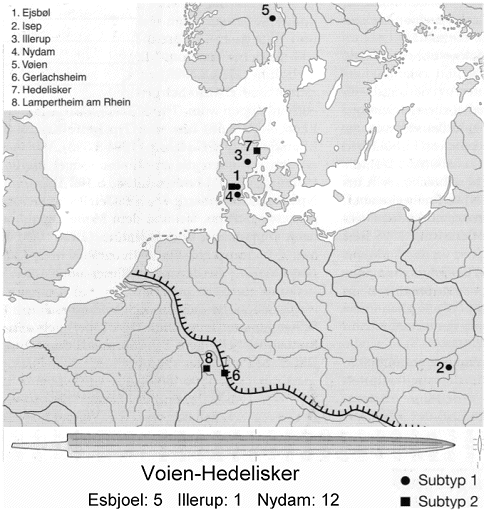 1. Ejsbøl
2. Isep
3. Illerup
4. Nydam
5. Vøien
6. Gerlachsheim
7. Hedelisker
8. Lampertheim am Rhein
5
7
3
1
4
8
6
2
Voien-Hedelisker
Esbjoel: 5 Illerup: 1 Nydam: 12
Subtyp 1
Subtyp 2